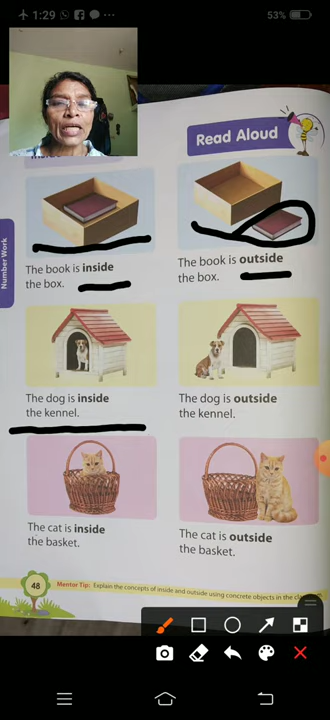 1:29
53%
Read Aloud
Number Work
The book is inside
the box.
The book is outside
the box.
The dog is inside
the kennel.
The dog is outside
the kennel.
The cat is inside
the basket.
The cat is outside
the basket.
48
Mentor Tip: Explain the concepts of inside and outside using concrete objects in the